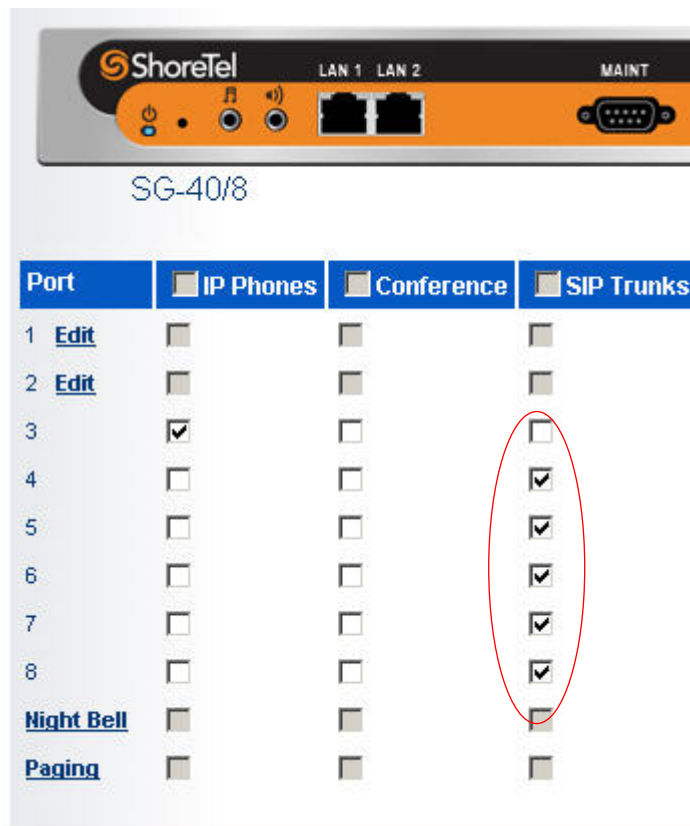 ShoreTel LAN 1 LAN 2 MAINT
SG-40/8
Port IP Phones Conference SIP Trunks
1 Edit
2 Edit
3
4
5
6
7
8
Night Bell
Paging